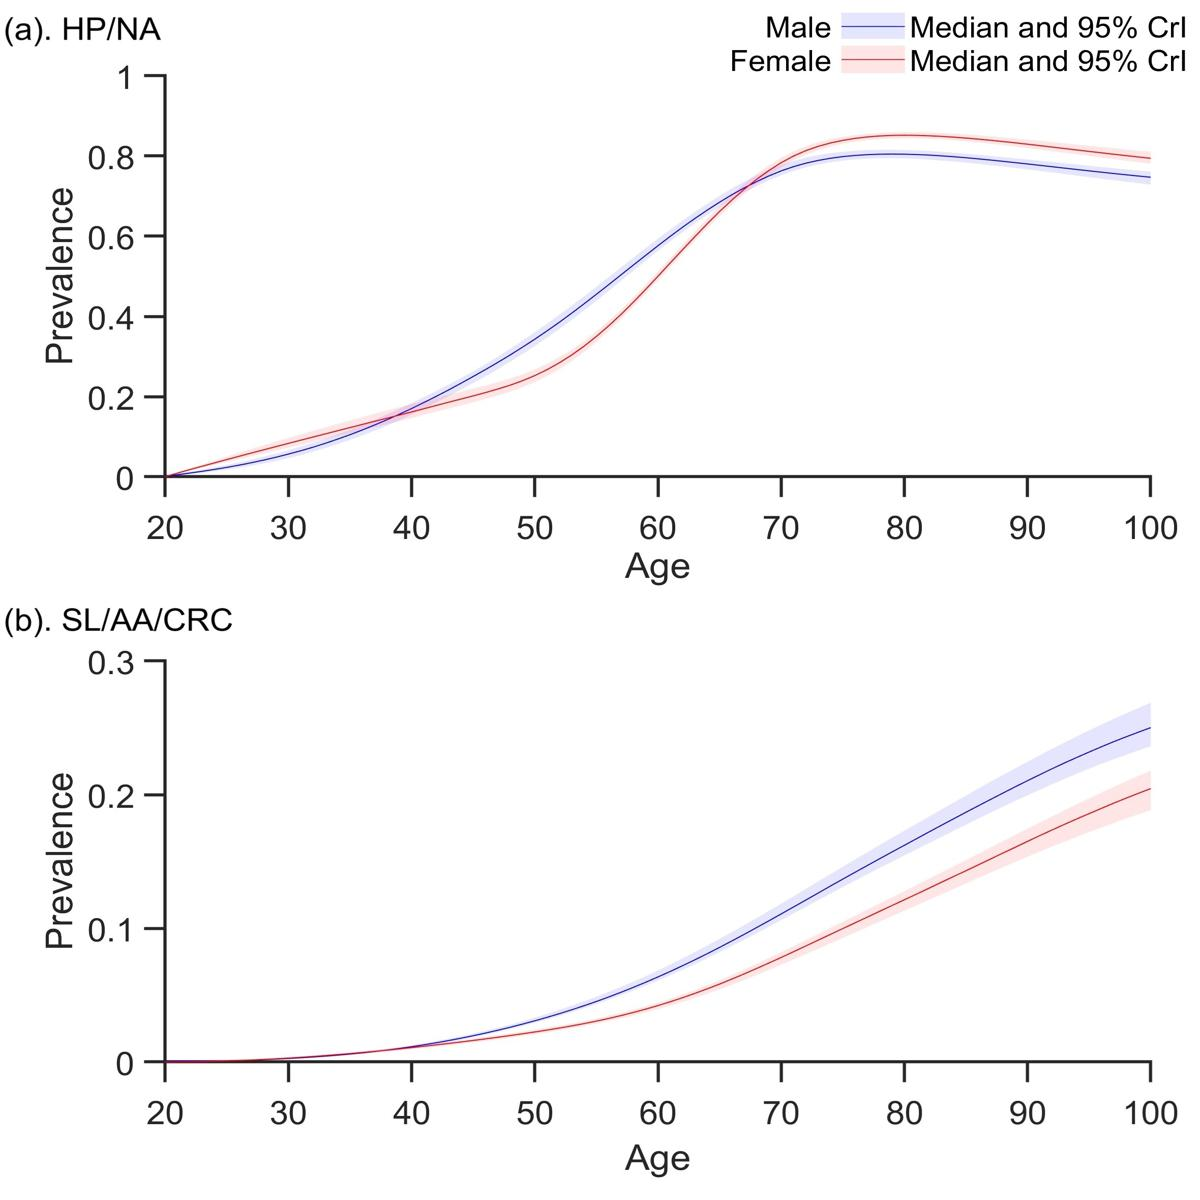 (a). HP/NA
Male Median and 95% CrI
Female Median and 95% CrI
1
0.8
0.6
0.4
0.2
0
Prevalence
20 30 40 50 60 70 80 90 100
Age
(b). SL/AA/CRC
0.3
0.2
0.1
0
Prevalence
20 30 40 50 60 70 80 90 100
Age